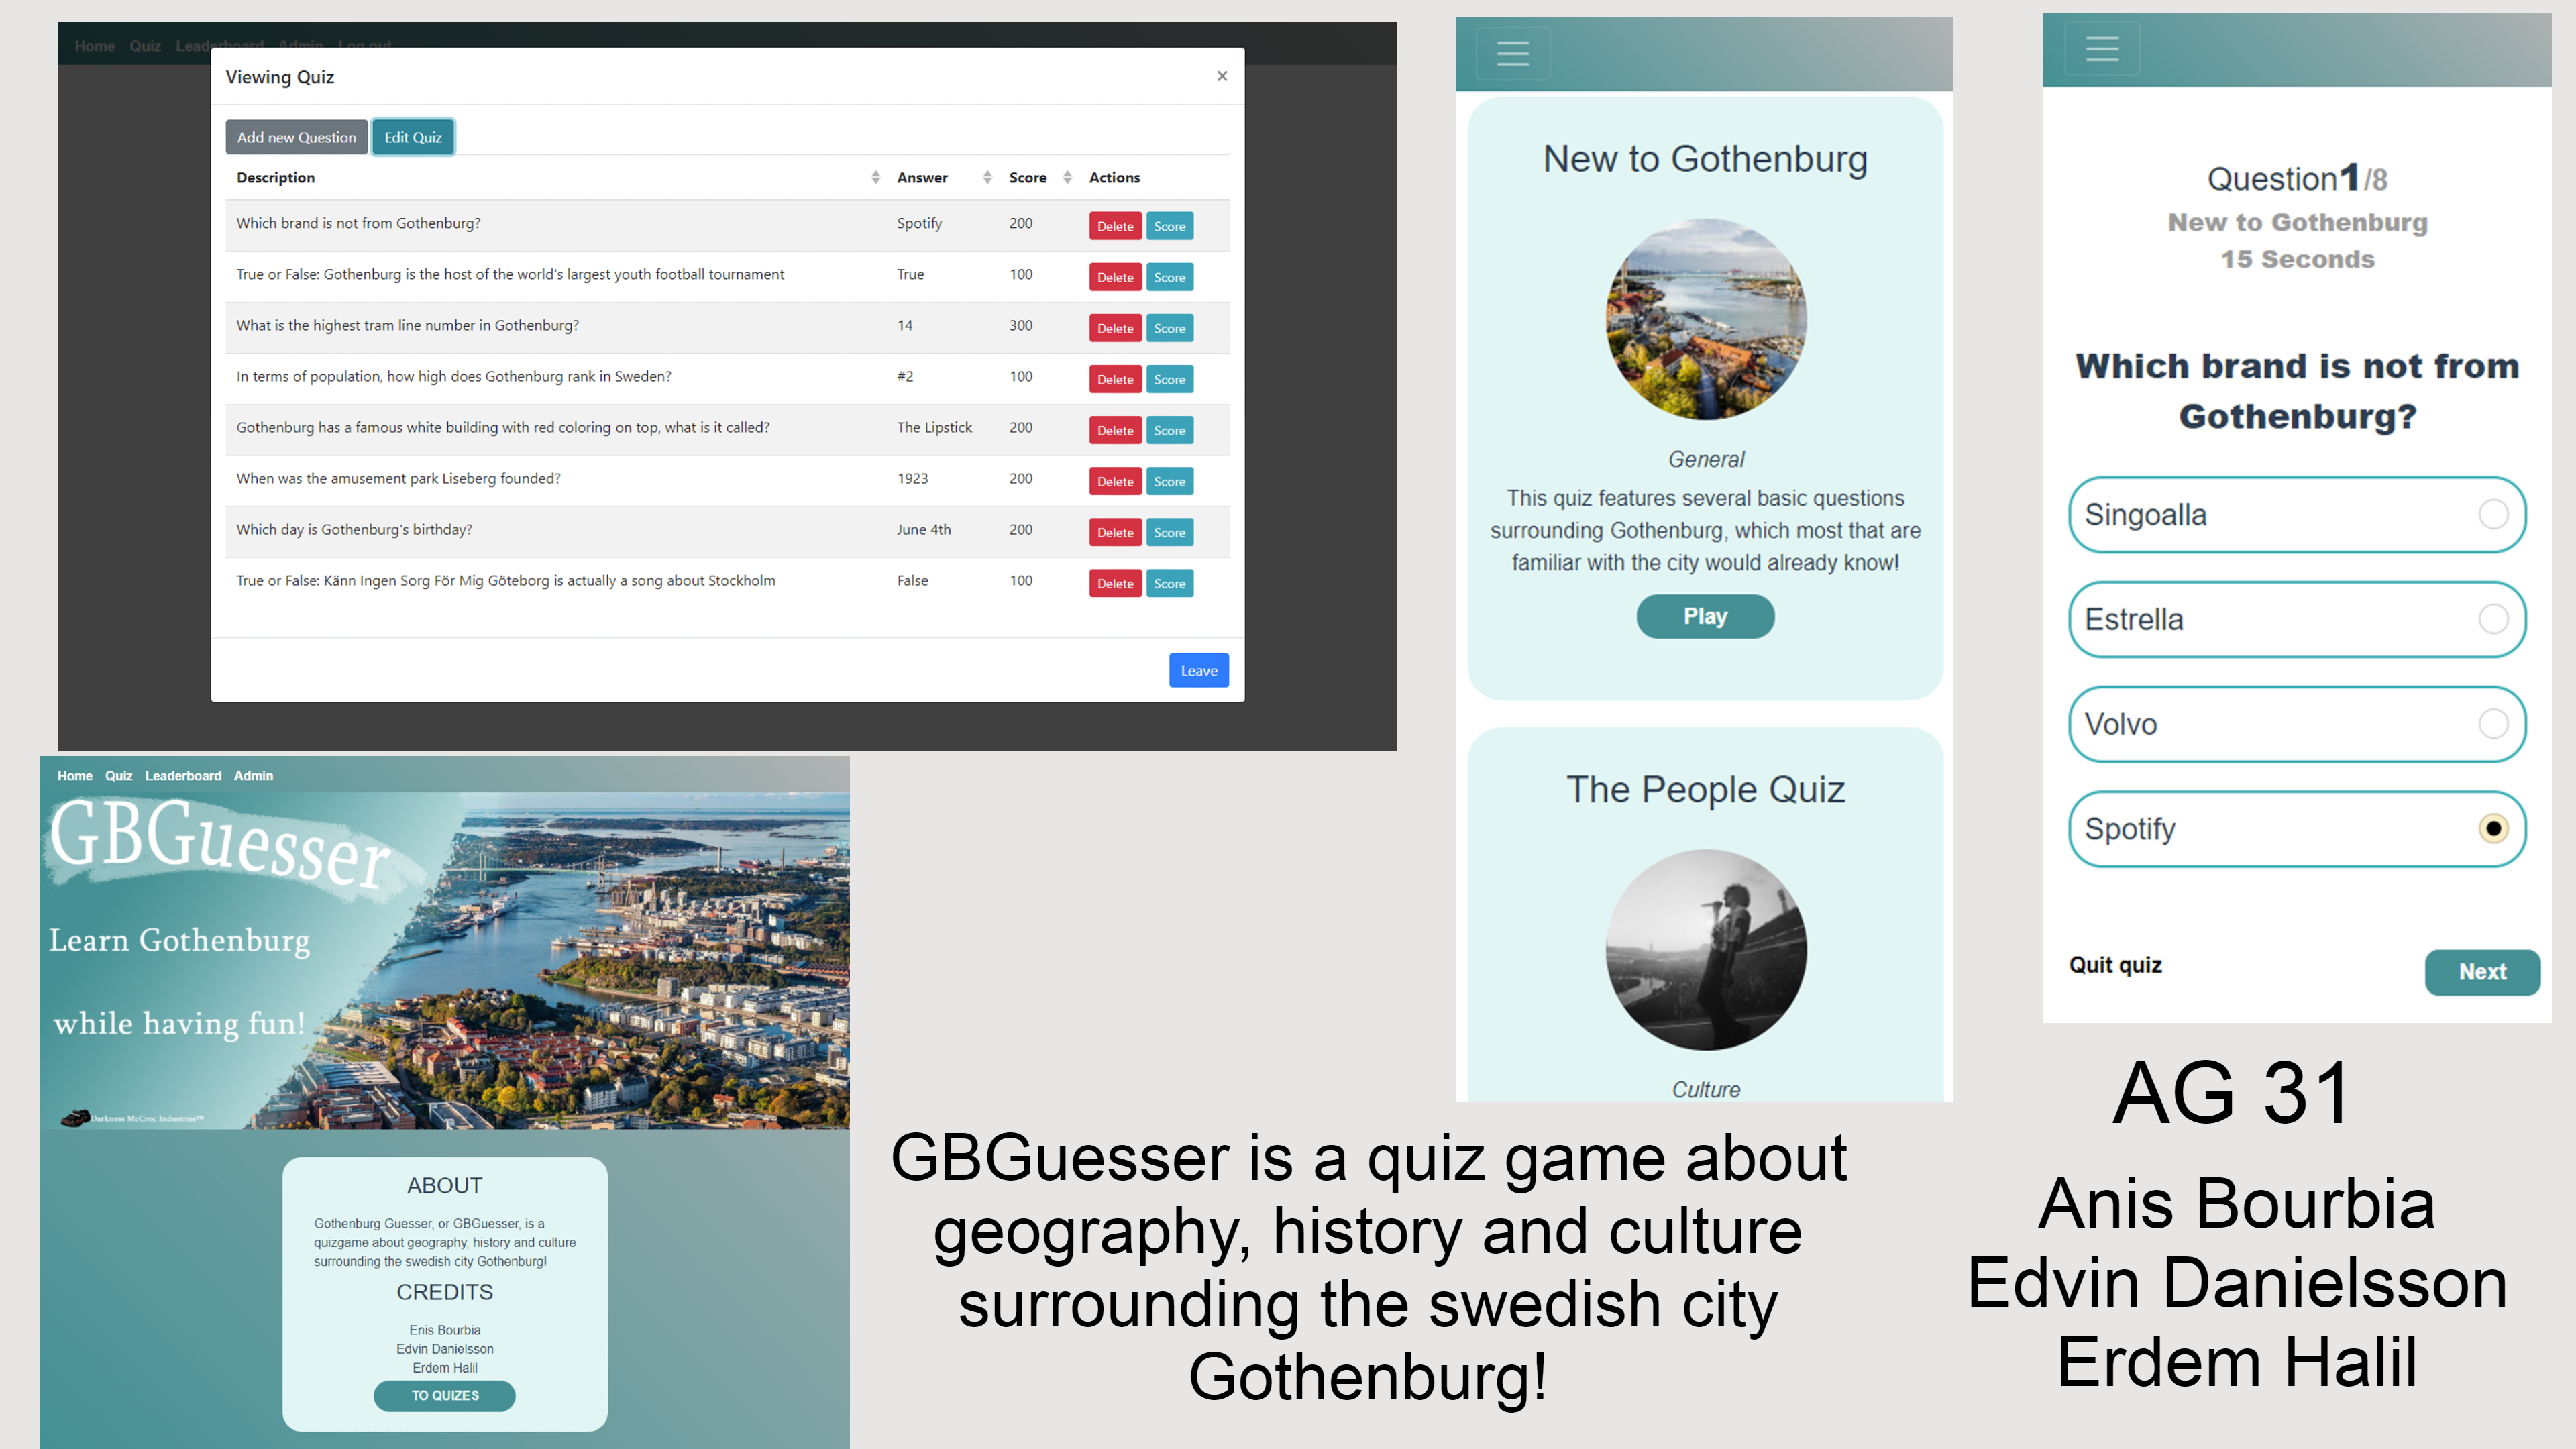 Home Quiz Leaderboard Admin Log out
Viewing Quiz ×
Add new Question Edit Quiz
Description Answer Score Actions
Which brand is not from Gothenburg? Spotify 200 Delete Score
True or False: Gothenburg is the host of the world's largest youth football tournament True 100 Delete Score
What is the highest tram line number in Gothenburg? 14 300 Delete Score
In terms of population, how high does Gothenburg rank in Sweden? #2 100 Delete Score
Gothenburg has a famous white building with red coloring on top, what is it called? The Lipstick 200 Delete Score
When was the amusement park Liseberg founded? 1923 200 Delete Score
Which day is Gothenburg's birthday? June 4th 200 Delete Score
True or False: Känn Ingen Sorg För Mig Göteborg is actually a song about Stockholm False 100 Delete Score
Leave
Home Quiz Leaderboard Admin
GBGuesser
Learn Gothenburg
while having fun!
Darkness McCroc Industries™
ABOUT
Gothenburg Guesser, or GBGuesser, is a
quizgame about geography, history and culture
surrounding the swedish city Gothenburg!
CREDITS
Enis Bourbia
Edvin Danielsson
Erdem Halil
TO QUIZES
New to Gothenburg
General
This quiz features several basic questions
surrounding Gothenburg, which most that are
familiar with the city would already know!
Play
The People Quiz
Culture
Question1/8
New to Gothenburg
15 Seconds
Which brand is not from
Gothenburg?
Singoalla
Estrella
Volvo
Spotify
Quit quiz Next
GBGuesser is a quiz game about
geography, history and culture
surrounding the swedish city
Gothenburg!
AG 31
Anis Bourbia
Edvin Danielsson
Erdem Halil